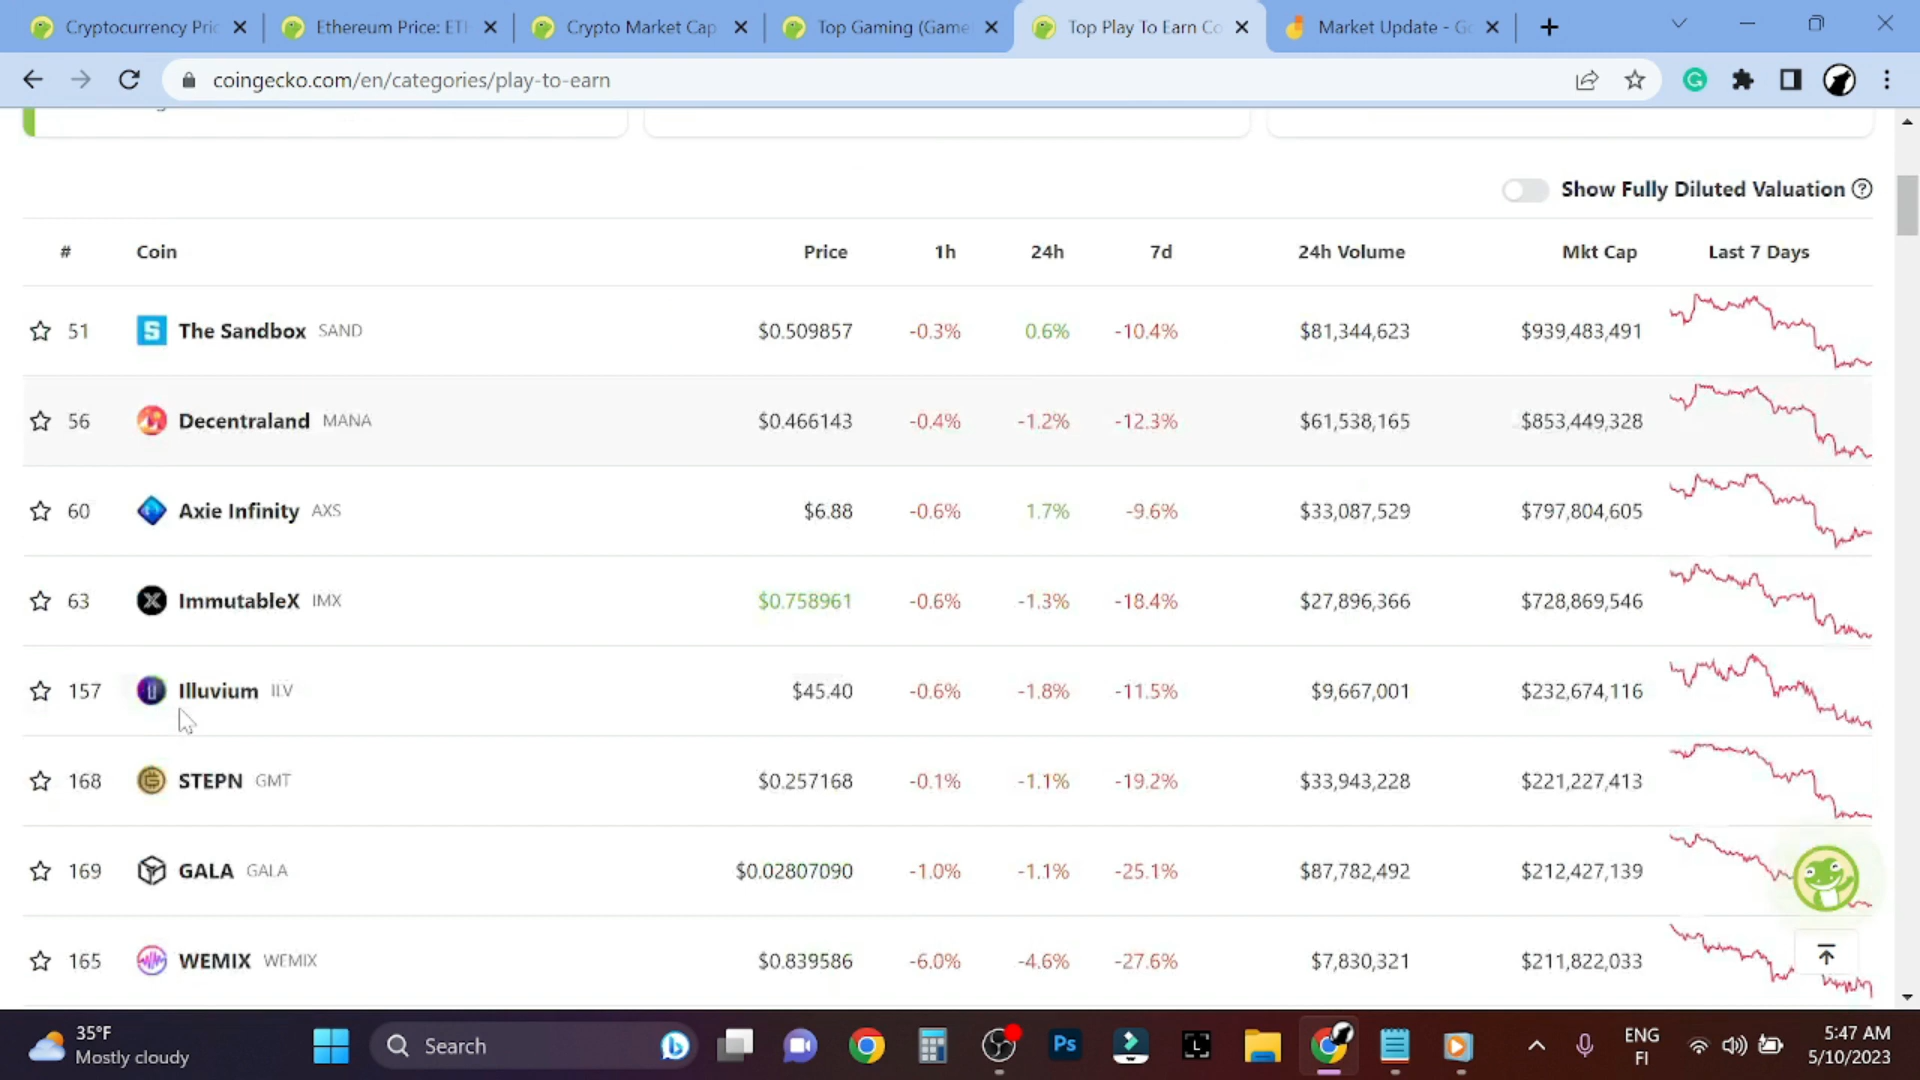 Cryptocurrency Pric
Ethereum Price: ETH
Crypto Market Cap
Top Gaming (Game
Top Play To Earn Co
Market Update - Go
coingecko.com/en/categories/play-to-earn
Show Fully Diluted Valuation ?
# Coin Price 1h 24h 7d 24h Volume Mkt Cap Last 7 Days
51 The Sandbox SAND $0.509857 -0.3% 0.6% -10.4% $81,344,623 $939,483,491
56 Decentraland MANA $0.466143 -0.4% -1.2% -12.3% $61,538,165 $853,449,328
60 Axie Infinity AXS $6.88 -0.6% 1.7% -9.6% $33,087,529 $797,804,605
63 ImmutableX IMX $0.758961 -0.6% -1.3% -18.4% $27,896,366 $728,869,546
157 Illuvium ILV $45.40 -0.6% -1.8% -11.5% $9,667,001 $232,674,116
168 STEPN GMT $0.257168 -0.1% -1.1% -19.2% $33,943,228 $221,227,413
169 GALA GALA $0.02807090 -1.0% -1.1% -25.1% $87,782,492 $212,427,139
165 WEMIX WEMIX $0.839586 -6.0% -4.6% -27.6% $7,830,321 $211,822,033
35°F
Mostly cloudy
Search
Ps
L
ENG
FI
5:47 AM
5/10/2023